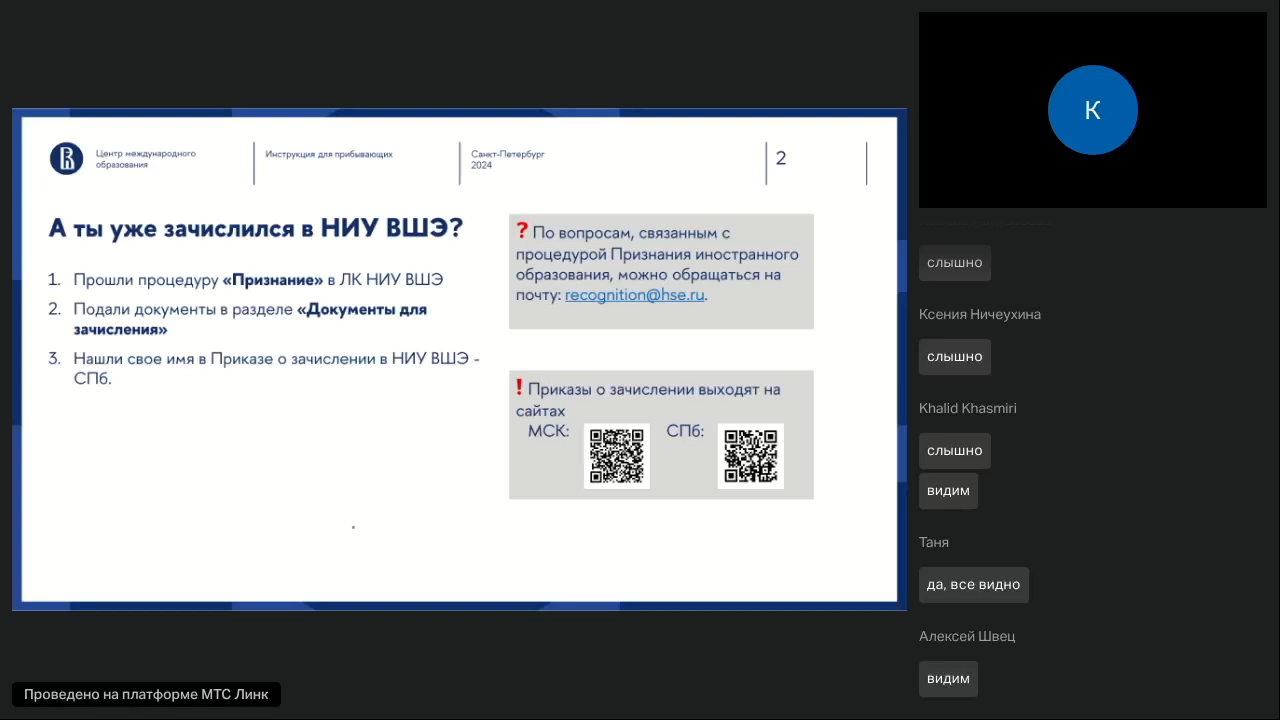 Центр международного
образования
Инструкция для прибывающих
Санкт-Петербург
2024
2
А ты уже зачислился в НИУ ВШЭ?
1. Прошли процедуру «Признание» в ЛК НИУ ВШЭ
2. Подали документы в разделе «Документы для
зачисления»
3. Нашли свое имя в Приказе о зачислении в НИУ ВШЭ -
СПб.
? По вопросам, связанным с
процедурой Признания иностранного
образования, можно обращаться на
почту: recognition@hse.ru.
! Приказы о зачислении выходят на
сайтах
МСК: СПб:
К
слышно
Ксения Ничеухина
слышно
Khalid Khasmiri
слышно
видим
Таня
да, все видно
Алексей Швец
видим
Проведено на платформе МТС Линк